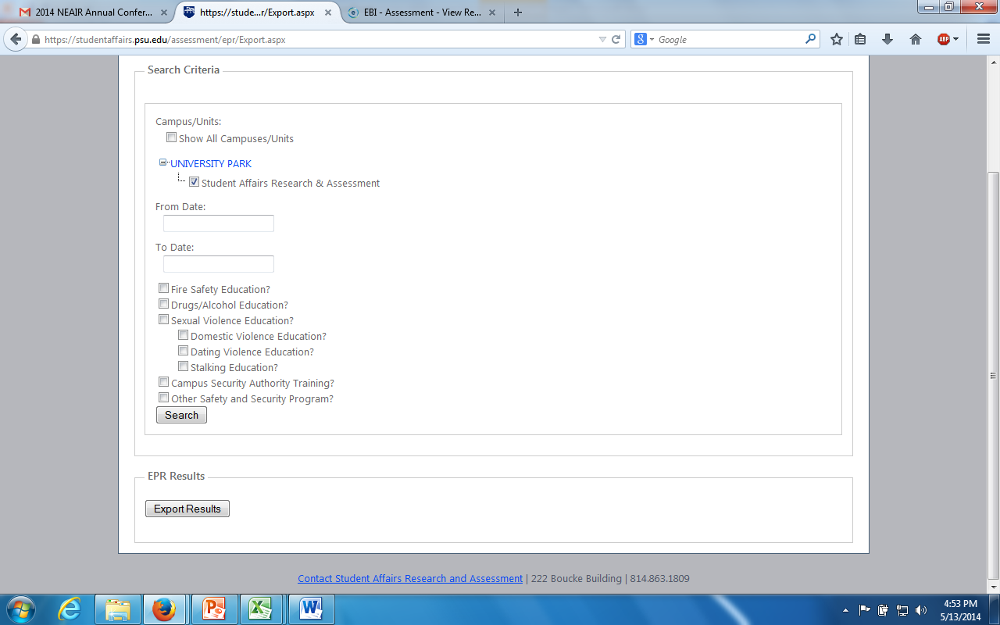 2014 NEAIR Annual Confer...
https://stude...r/Export.aspx
EBI - Assessment - View Re...
https://studentaffairs.psu.edu/assessment/epr/Export.aspx
8
Google
ABP
Search Criteria
Campus/Units:
Show All Campuses/Units
UNIVERSITY PARK
Student Affairs Research & Assessment
From Date:
To Date:
Fire Safety Education?
Drugs/Alcohol Education?
Sexual Violence Education?
Domestic Violence Education?
Dating Violence Education?
Stalking Education?
Campus Security Authority Training?
Other Safety and Security Program?
Search
EPR Results
Export Results
Contact Student Affairs Research and Assessment | 222 Boucke Building | 814.863.1809
4:53 PM
5/13/2014